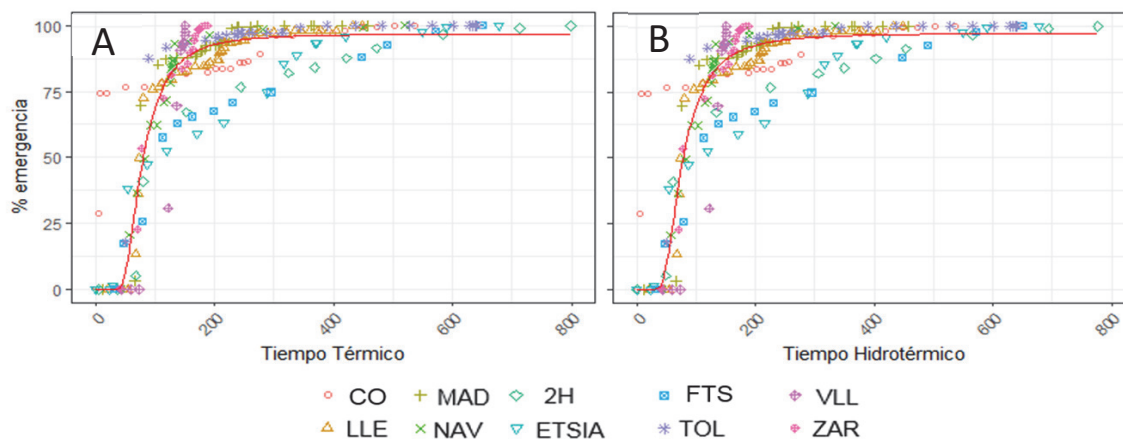 A
B
% emergencia
100
75
50
25
0
0
200
400
600
800
0
200
400
600
800
Tiempo Térmico
Tiempo Hidrotérmico
CO MAD 2H FTS VLL
LLE NAV ETSIA TOL ZAR